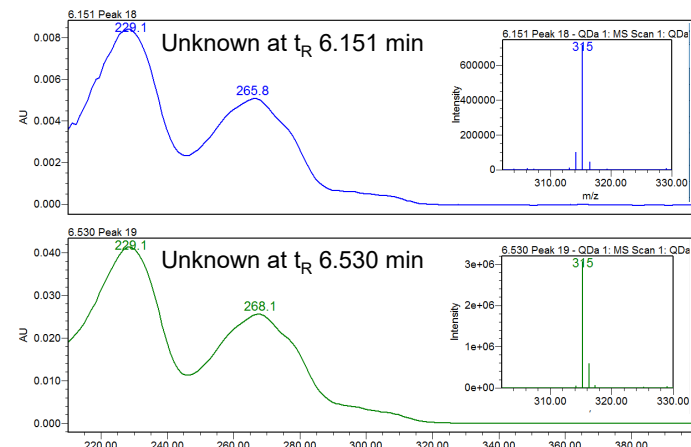 6.151 Peak 18
229.1
Unknown at tR 6.151 min
265.8
0.008
0.006
0.004
0.002
0.000
AU
6.151 Peak 18 - QDa 1: MS Scan 1: QDa
315
600000
400000
200000
0
Intensity
310.00 320.00 330.00
m/z
6.530 Peak 19
229.1
Unknown at tR 6.530 min
268.1
0.040
0.030
0.020
0.010
0.000
AU
6.530 Peak 19 - QDa 1: MS Scan 1: QDa
315
3e+06
2e+06
1e+06
0e+00
Intensity
310.00 320.00 330.00
220.00 240.00 260.00 280.00 300.00 320.00 340.00 360.00 380.00